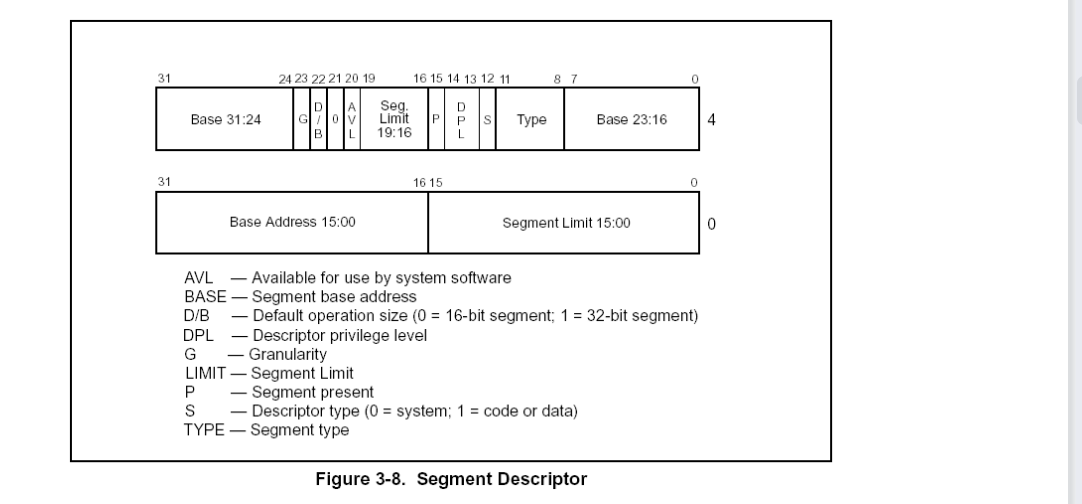 31 24 23 22 21 20 19 16 15 14 13 12 11 8 7 0
Base 31:24 G D/B 0 AVL Seg. Limit 19:16 P DPL S Type Base 23:16 4
31 16 15 0
Base Address 15:00 Segment Limit 15:00 0
AVL — Available for use by system software
BASE — Segment base address
D/B — Default operation size (0 = 16-bit segment; 1 = 32-bit segment)
DPL — Descriptor privilege level
G — Granularity
LIMIT — Segment Limit
P — Segment present
S — Descriptor type (0 = system; 1 = code or data)
TYPE — Segment type
Figure 3-8. Segment Descriptor